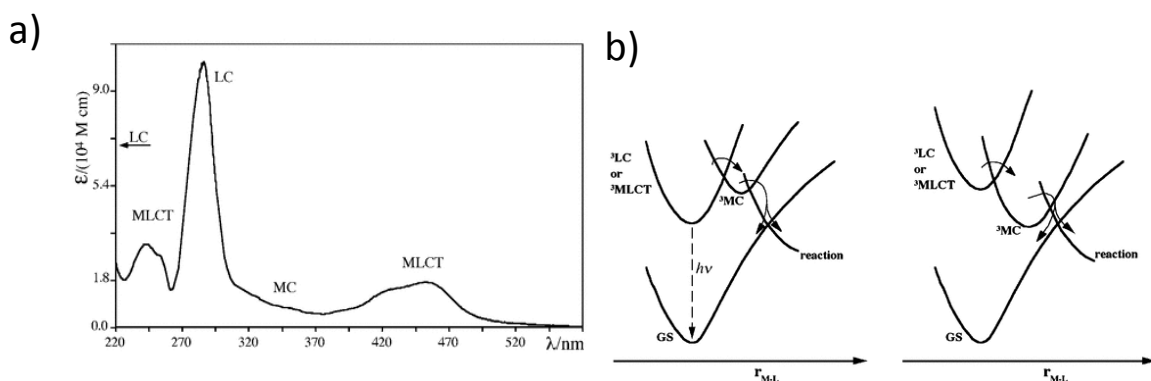 a)
ε/(10⁴ M cm)
9.0
5.4
1.8
0.0
LC
LC
MLCT
MC
MLCT
220
270
320
370
420
470
520
λ/nm
b)
³LC
or
³MLCT
³MC
hν
reaction
GS
r_M-L
³LC
or
³MLCT
³MC
reaction
GS
r_M-L